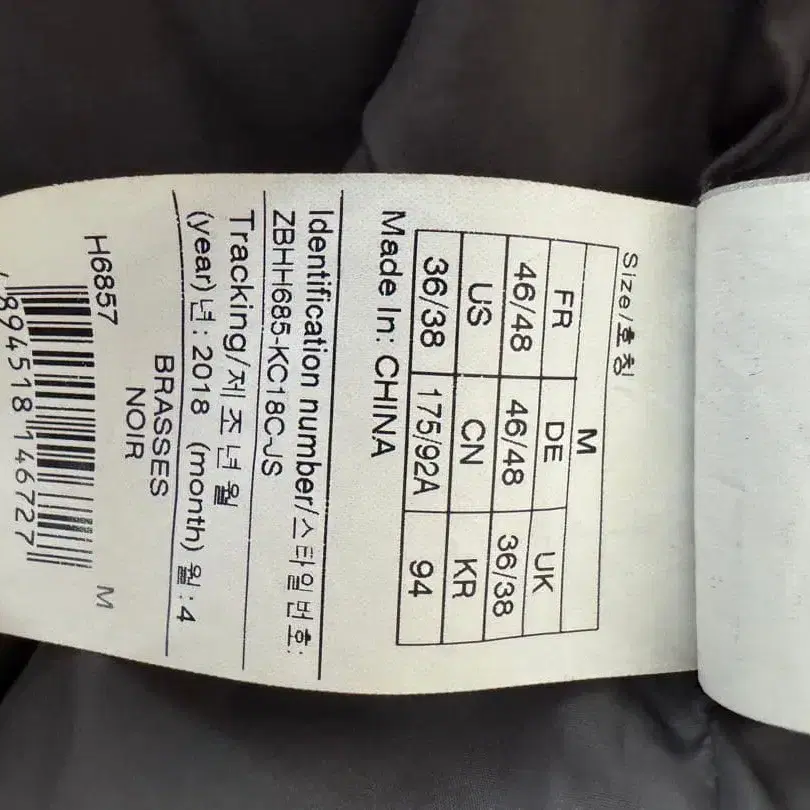 Size/호칭
M
FR DE UK
46/48 46/48 36/38
US CN KR
36/38 175/92A 94
Made In: CHINA
Identification number/스타일번호:
ZBHH685-KC18C-JS
Tracking/제조년월
(year)년: 2018 (month)월: 4
BRASSES
NOIR
H6857 M
894518 146727